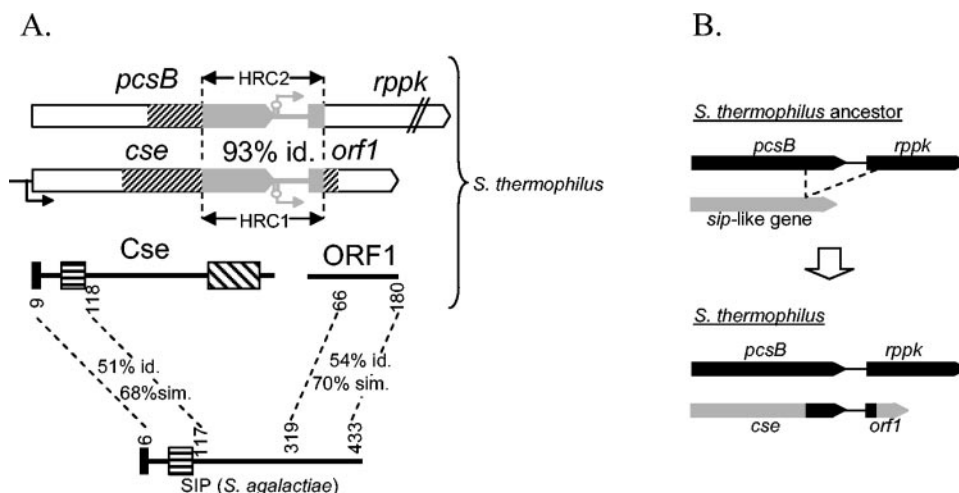 A.
pcsB HRC2 rppk
cse 93% id. orf1
HRC1
S. thermophilus
Cse ORF1
9 118 66 180
51% id.
68%sim.
54% id.
70% sim.
6 117 319 433
SIP (S. agalactiae)
B.
S. thermophilus ancestor
pcsB rppk
sip-like gene
S. thermophilus
pcsB rppk
cse orf1